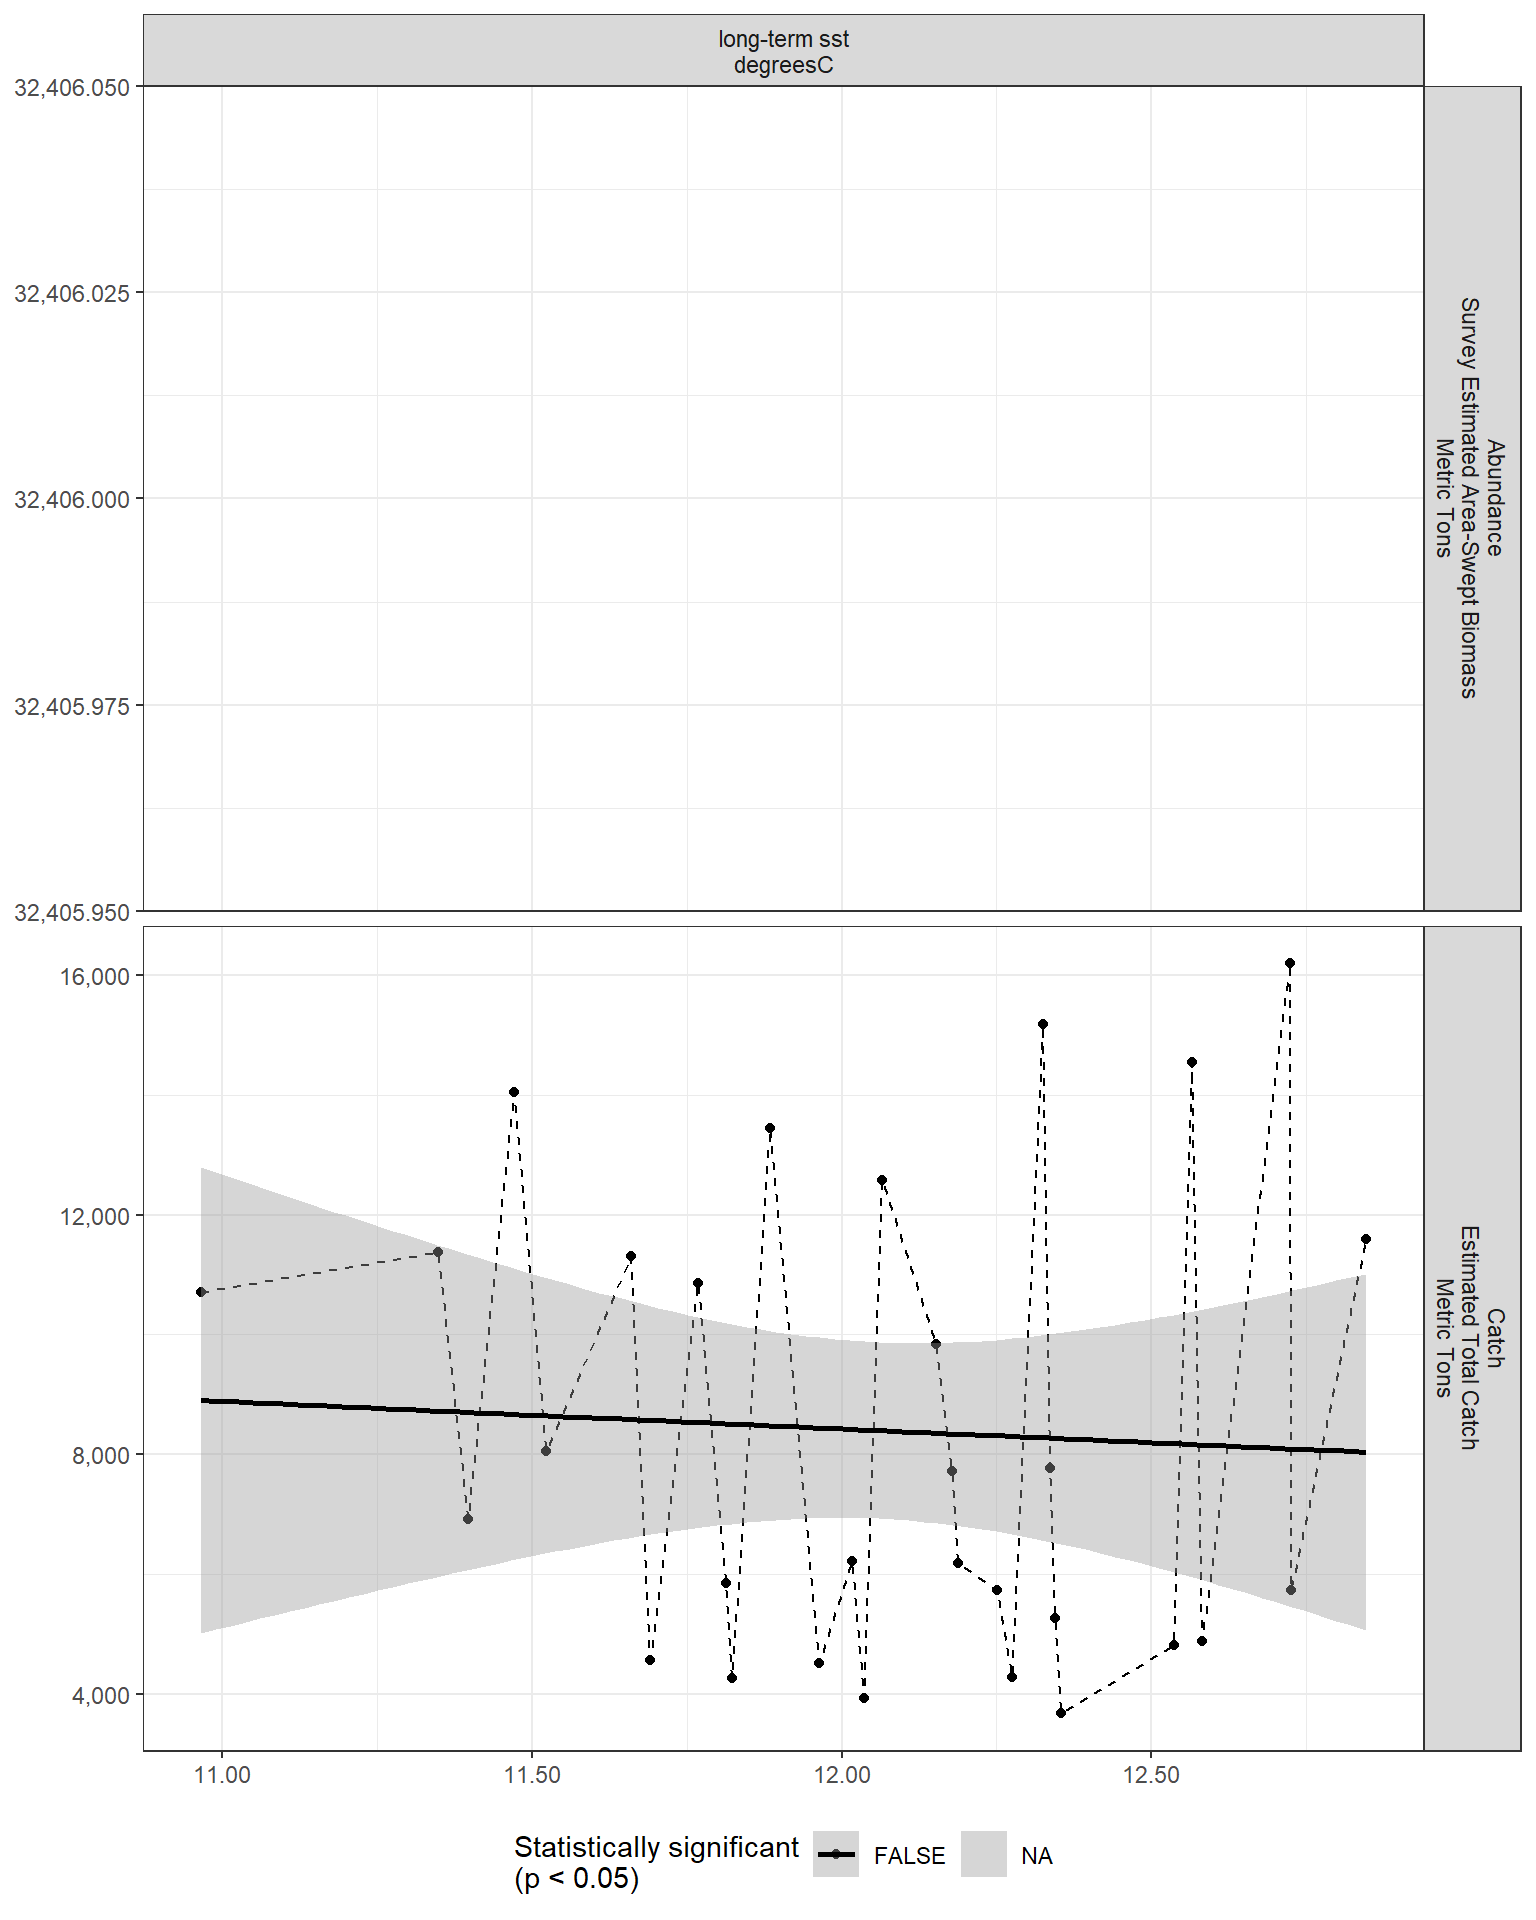 long-term sst
degreesC
32,406.050
32,406.025
32,406.000
32,405.975
32,405.950
Abundance
Survey Estimated Area-Swept Biomass
Metric Tons
16,000
12,000
8,000
4,000
Catch
Estimated Total Catch
Metric Tons
11.00
11.50
12.00
12.50
Statistically significant
(p < 0.05)
FALSE
NA